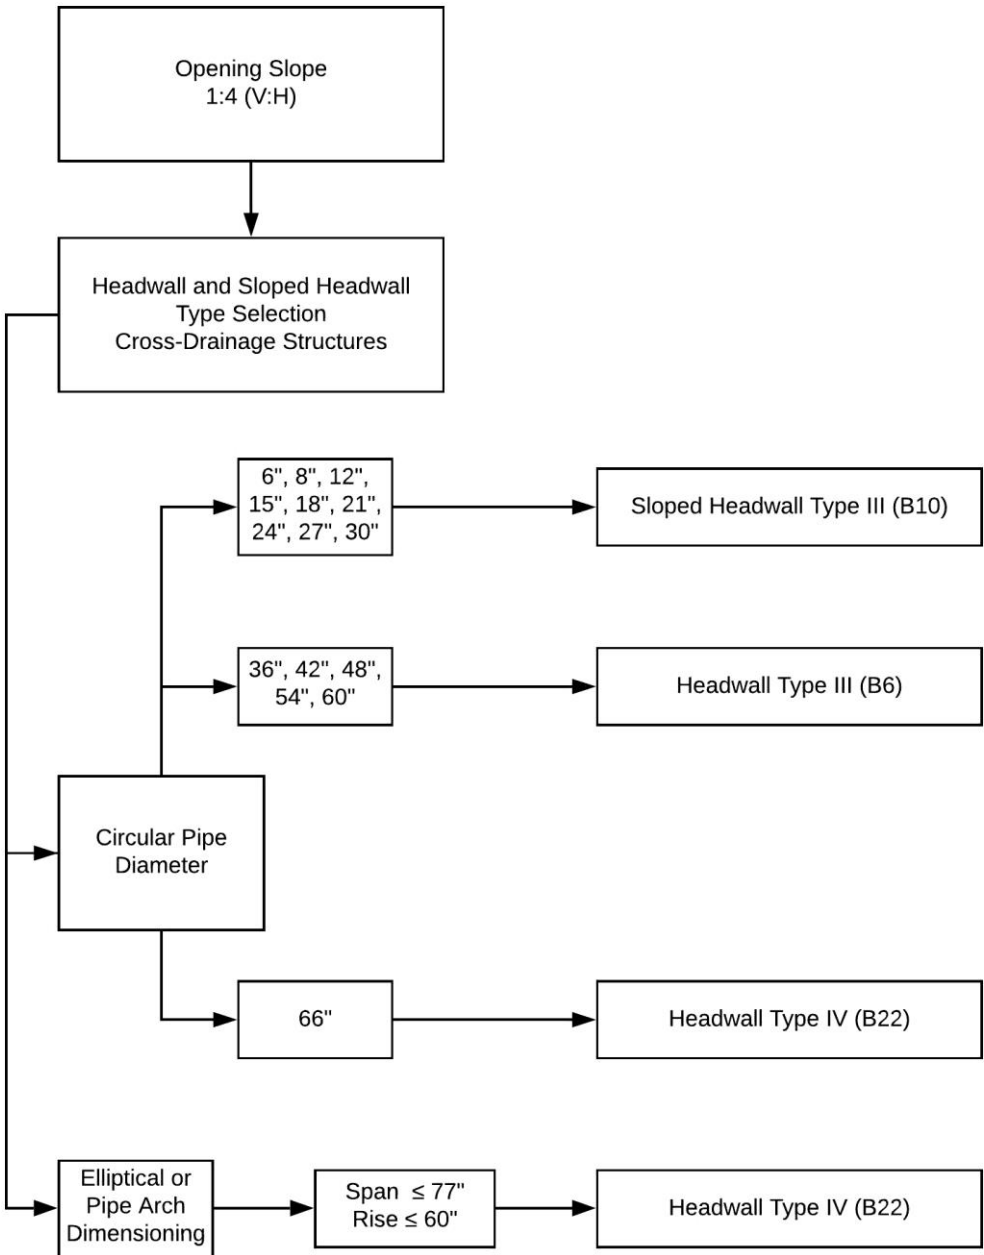 Opening Slope
1:4 (V:H)
Headwall and Sloped Headwall
Type Selection
Cross-Drainage Structures
6", 8", 12",
15", 18", 21",
24", 27", 30"
Sloped Headwall Type III (B10)
36", 42", 48",
54", 60"
Headwall Type III (B6)
Circular Pipe
Diameter
66"
Headwall Type IV (B22)
Elliptical or
Pipe Arch
Dimensioning
Span ≤ 77"
Rise ≤ 60"
Headwall Type IV (B22)